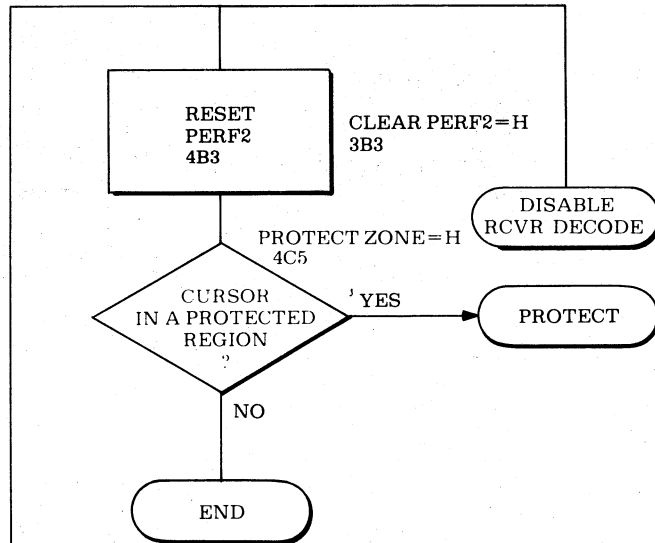 RESET
PERF2
4B3
CLEAR PERF2=H
3B3
DISABLE
RCVR DECODE
PROTECT ZONE=H
4C5
CURSOR
IN A PROTECTED
REGION
?
YES
PROTECT
NO
END